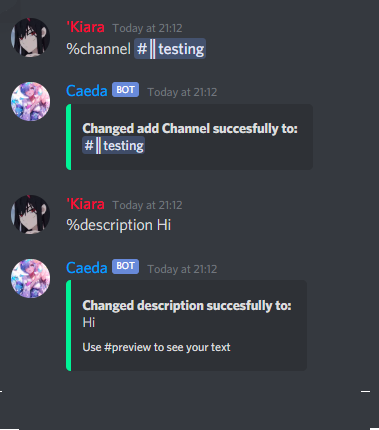 'Kiara Today at 21:12
%channel #║testing
Caeda BOT Today at 21:12
Changed add Channel succesfully to:
#║testing
'Kiara Today at 21:12
%description Hi
Caeda BOT Today at 21:12
Changed description succesfully to:
Hi
Use #preview to see your text